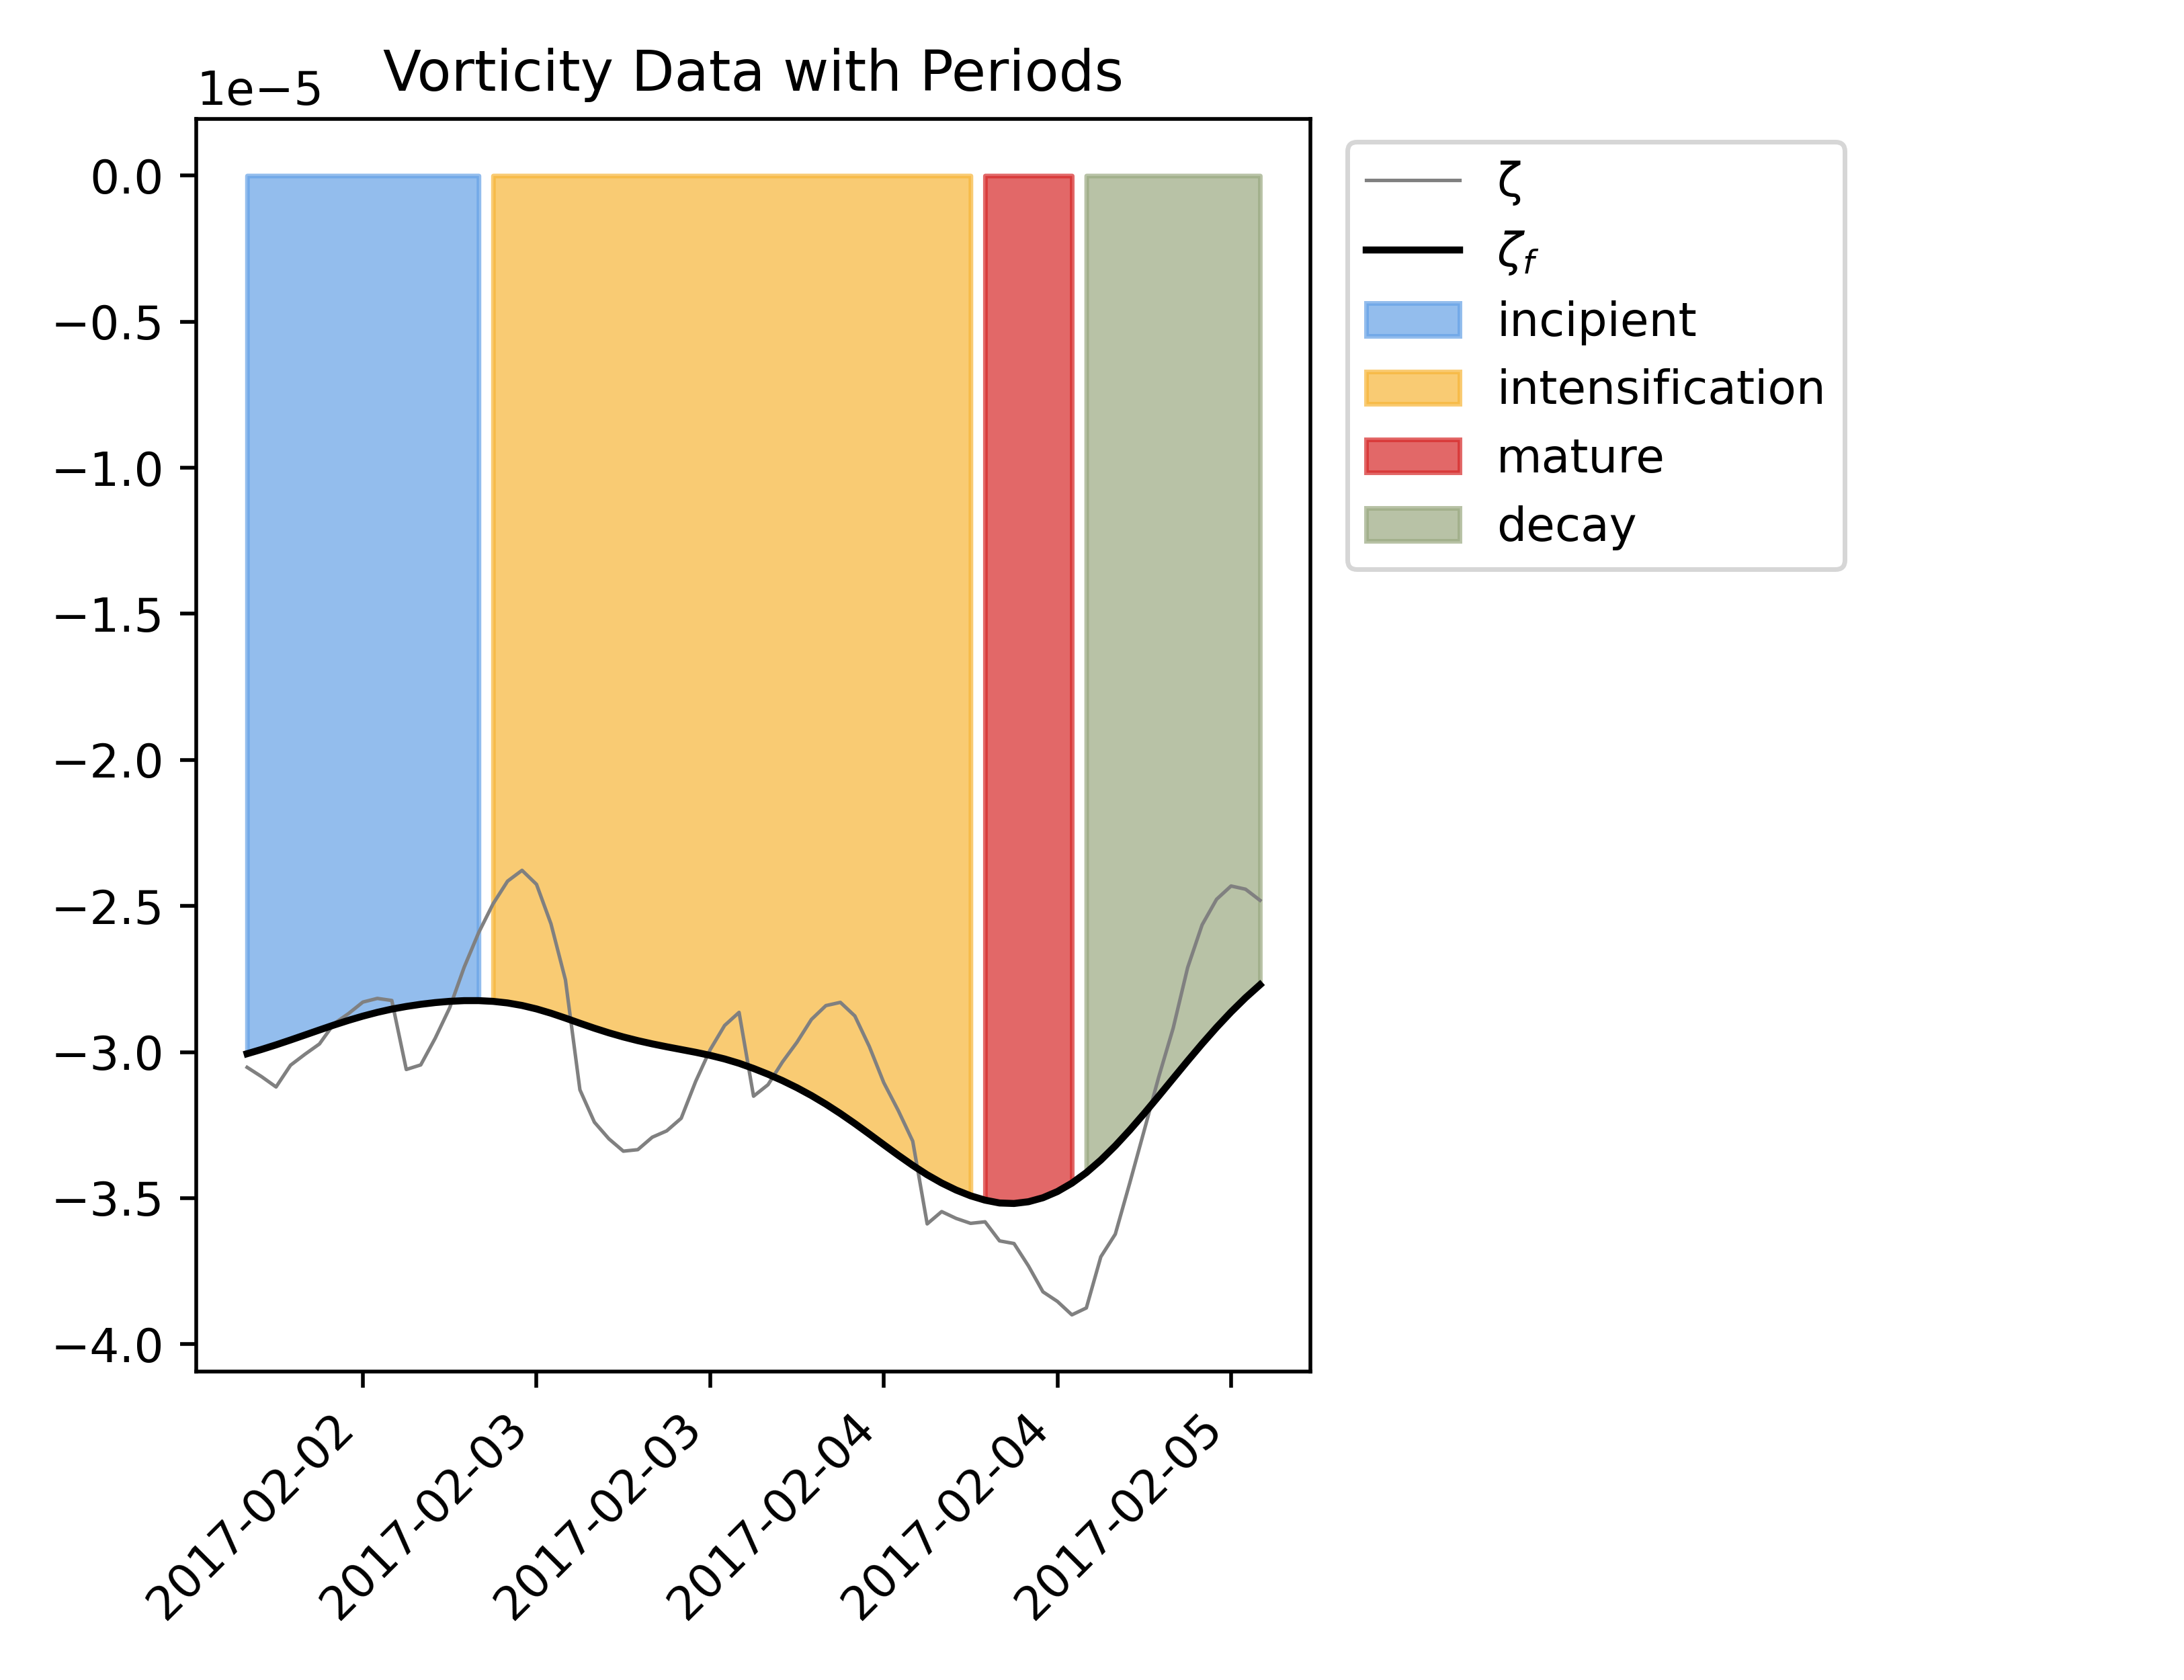 Vorticity Data with Periods
1e−5
0.0
−0.5
−1.0
−1.5
−2.0
−2.5
−3.0
−3.5
−4.0
2017-02-02
2017-02-03
2017-02-03
2017-02-04
2017-02-04
2017-02-05
ζ
ζf
incipient
intensification
mature
decay